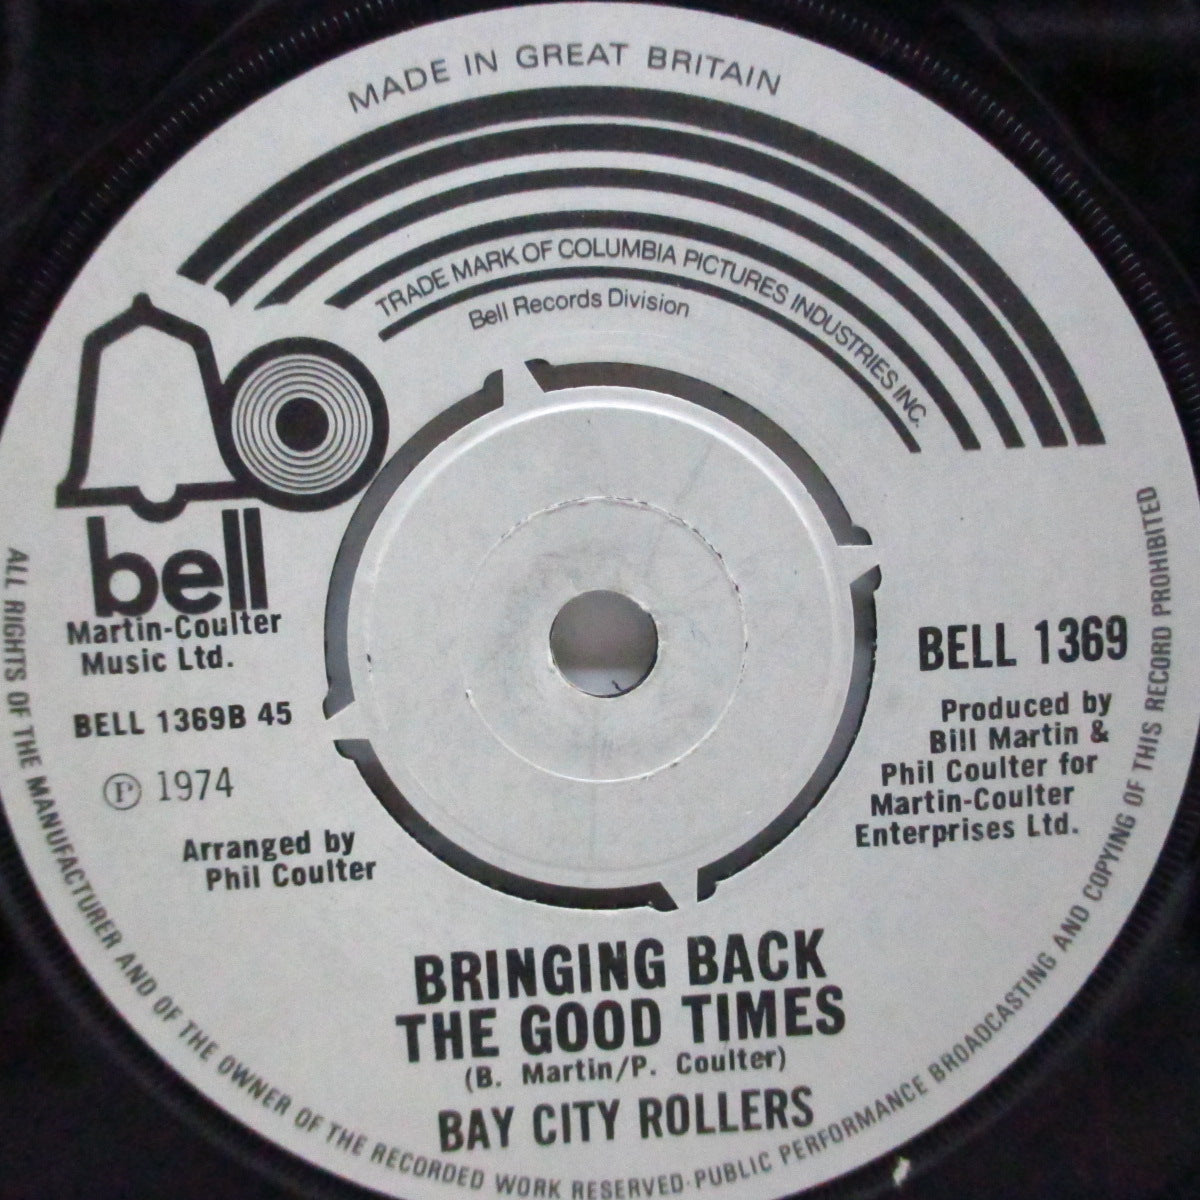 MADE IN GREAT BRITAIN
TRADE MARK OF COLUMBIA PICTURES INDUSTRIES INC.
Bell Records Division
bell
Martin-Coulter
Music Ltd.
BELL 1369B 45
Ⓟ 1974
Arranged by
Phil Coulter
BELL 1369
Produced by
Bill Martin &
Phil Coulter for
Martin-Coulter
Enterprises Ltd.
BRINGING BACK
THE GOOD TIMES
(B. Martin/P. Coulter)
BAY CITY ROLLERS
ALL RIGHTS OF THE MANUFACTURER AND OF THE OWNER OF THE RECORDED WORK RESERVED·PUBLIC PERFORMANCE BROADCASTING AND COPYING OF THIS RECORD PROHIBITED